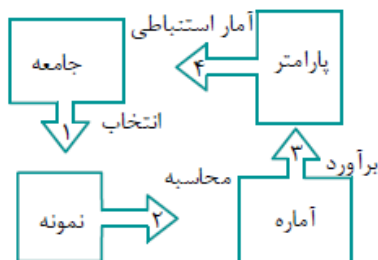 آمار استنباطی
جامعه
پارامتر
۴
۱
انتخاب
۳
برآورد
محاسبه
نمونه
۲
آماره